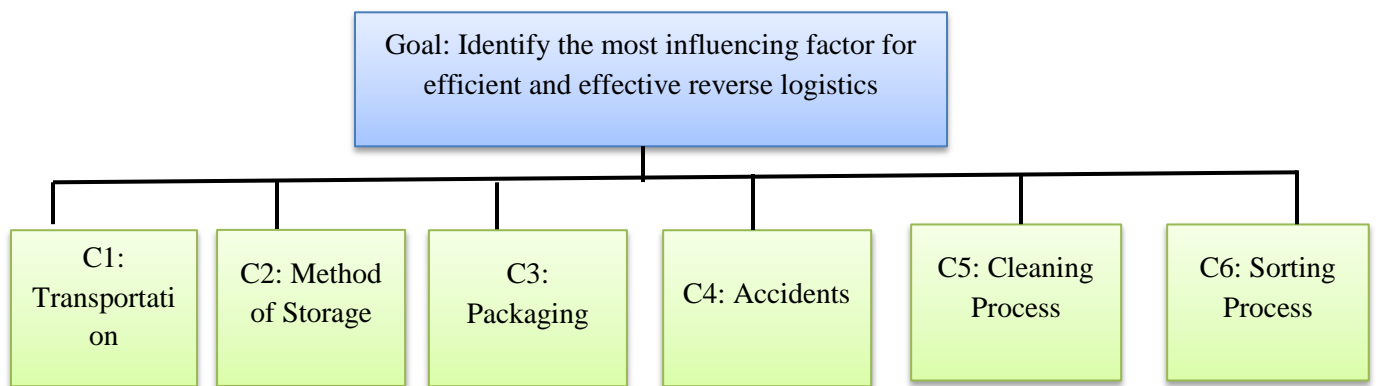 Goal: Identify the most influencing factor for
efficient and effective reverse logistics
C1:
Transportati
on
C2: Method
of Storage
C3:
Packaging
C4: Accidents
C5: Cleaning
Process
C6: Sorting
Process